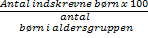 Antal indskrevne børn x 100
antal
børn i aldersgruppen